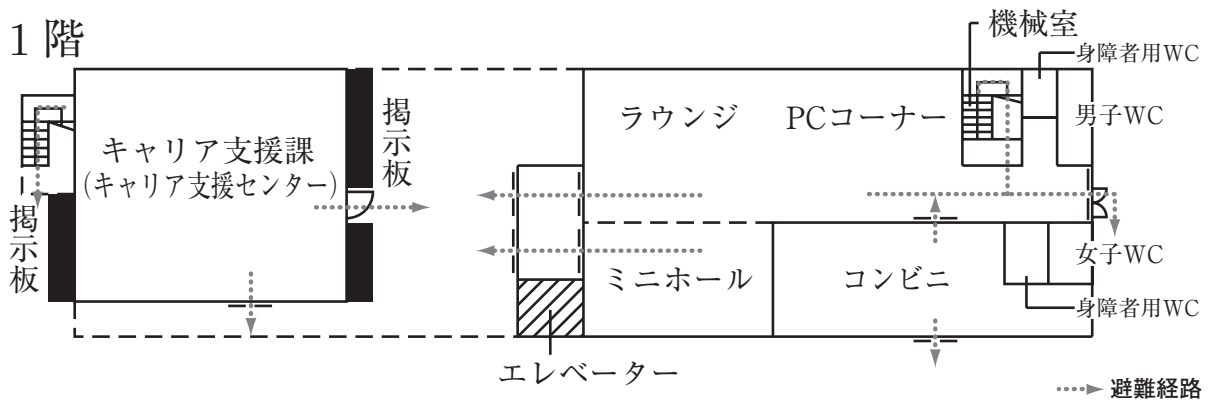 1 階
機械室
身障者用WC
掲示板
ラウンジ
PCコーナー
男子WC
キャリア支援課
(キャリア支援センター)
掲示板
女子WC
ミニホール
コンビニ
身障者用WC
エレベーター
避難経路